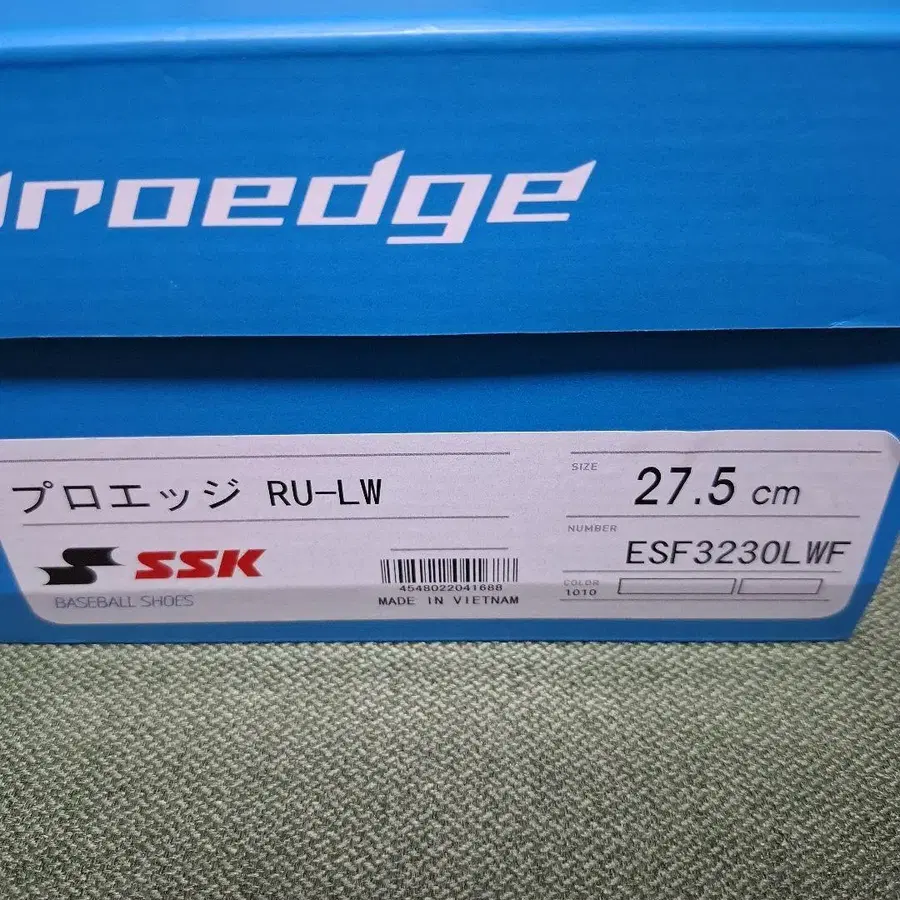 proedge
プロエッジ RU-LW
SSK
BASEBALL SHOES
4548022041688
MADE IN VIETNAM
SIZE 27.5 cm
NUMBER
ESF3230LWF
COLOR
1010